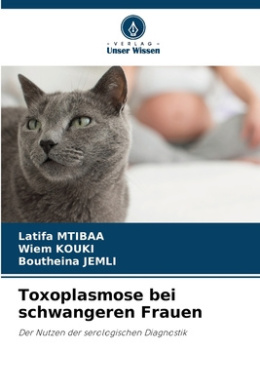 VERLAG
Unser Wissen
Latifa MTIBAA
Wiem KOUKI
Boutheina JEMLI
Toxoplasmose bei
schwangeren Frauen
Der Nutzen der serologischen Diagnostik